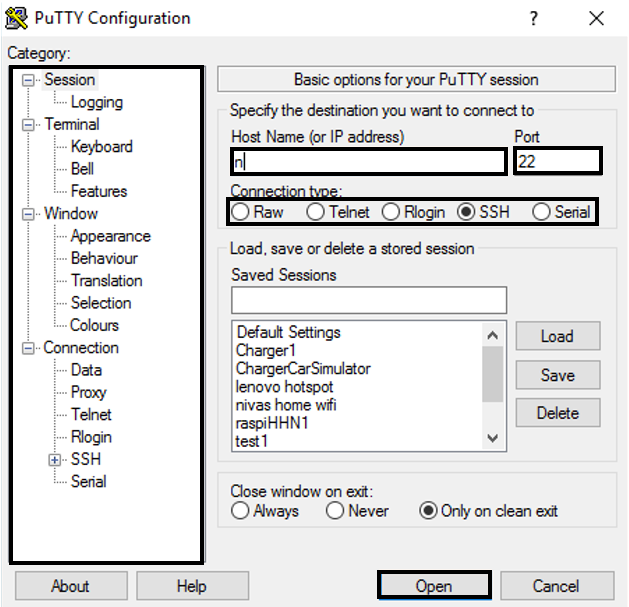 PuTTY Configuration ? ×
Category:
Session
Logging
Terminal
Keyboard
Bell
Features
Window
Appearance
Behaviour
Translation
Selection
Colours
Connection
Data
Proxy
Telnet
Rlogin
SSH
Serial
Basic options for your PuTTY session
Specify the destination you want to connect to
Host Name (or IP address) Port
n 22
Connection type:
Raw Telnet Rlogin SSH Serial
Load, save or delete a stored session
Saved Sessions
Default Settings
Charger1
ChargerCarSimulator
lenovo hotspot
nivas home wifi
raspiHHN1
test1
Load
Save
Delete
Close window on exit:
Always Never Only on clean exit
About Help Open Cancel